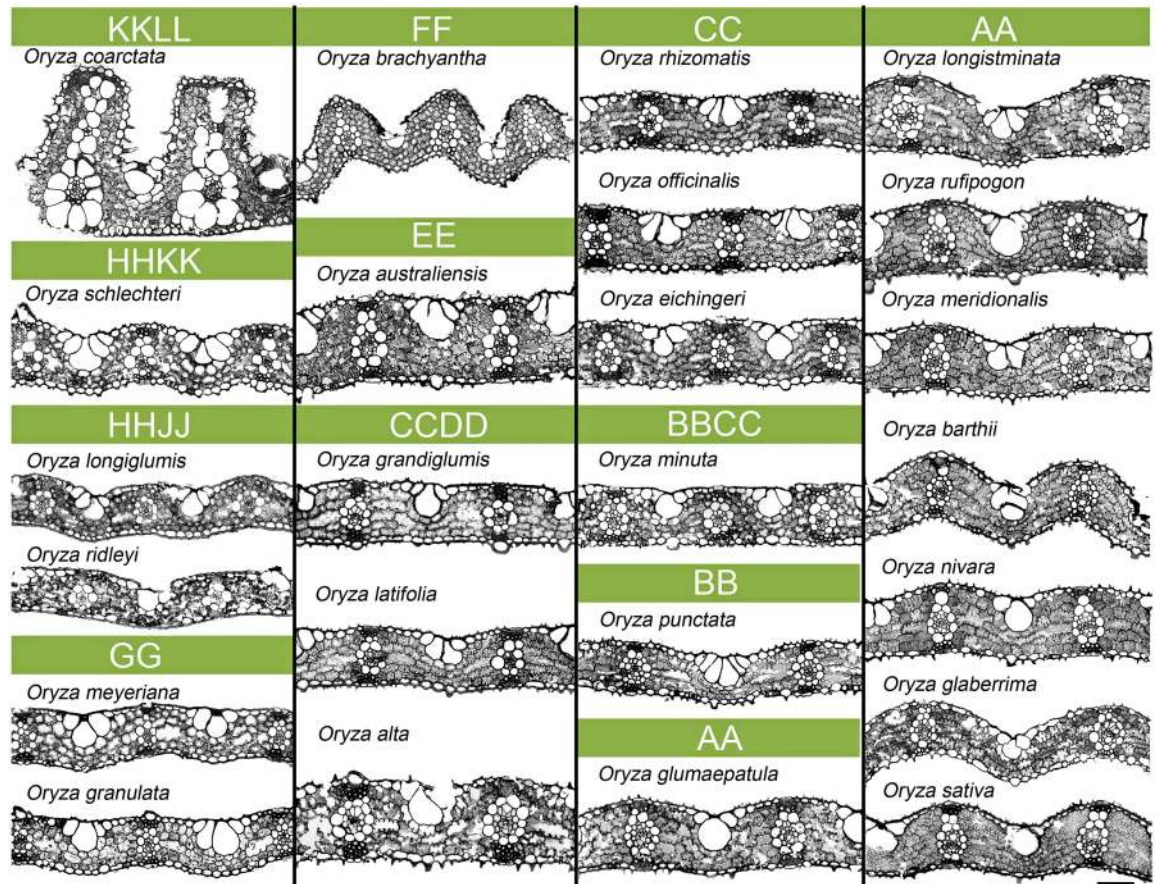 KKLL
Oryza coarctata
HHKK
Oryza schlechteri
HHJJ
Oryza longiglumis
Oryza ridleyi
GG
Oryza meyeriana
Oryza granulata
FF
Oryza brachyantha
EE
Oryza australiensis
CCDD
Oryza grandiglumis
Oryza latifolia
Oryza alta
CC
Oryza rhizomatis
Oryza officinalis
Oryza eichingeri
BBCC
Oryza minuta
BB
Oryza punctata
AA
Oryza glumaepatula
AA
Oryza longistminata
Oryza rufipogon
Oryza meridionalis
Oryza barthii
Oryza nivara
Oryza glaberrima
Oryza sativa